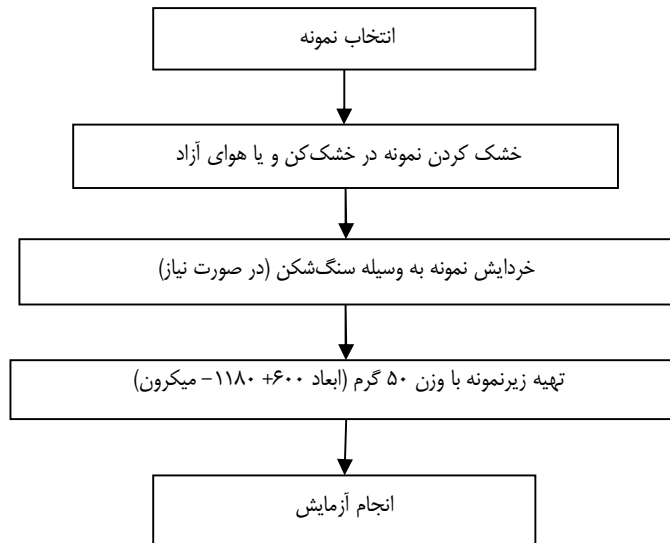 انتخاب نمونه
خشک کردن نمونه در خشک‌کن و یا هوای آزاد
خردایش نمونه به وسیله سنگ‌شکن (در صورت نیاز)
تهیه زیرنمونه با وزن ۵۰ گرم (ابعاد ۶۰۰+ ۱۱۸۰- میکرون)
انجام آزمایش